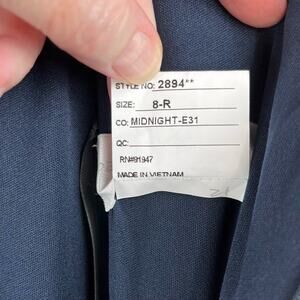 STYLE NO: 2894**
SIZE: 8-R
CO: MIDNIGHT-E31
QC:
RN#91947
MADE IN VIETNAM